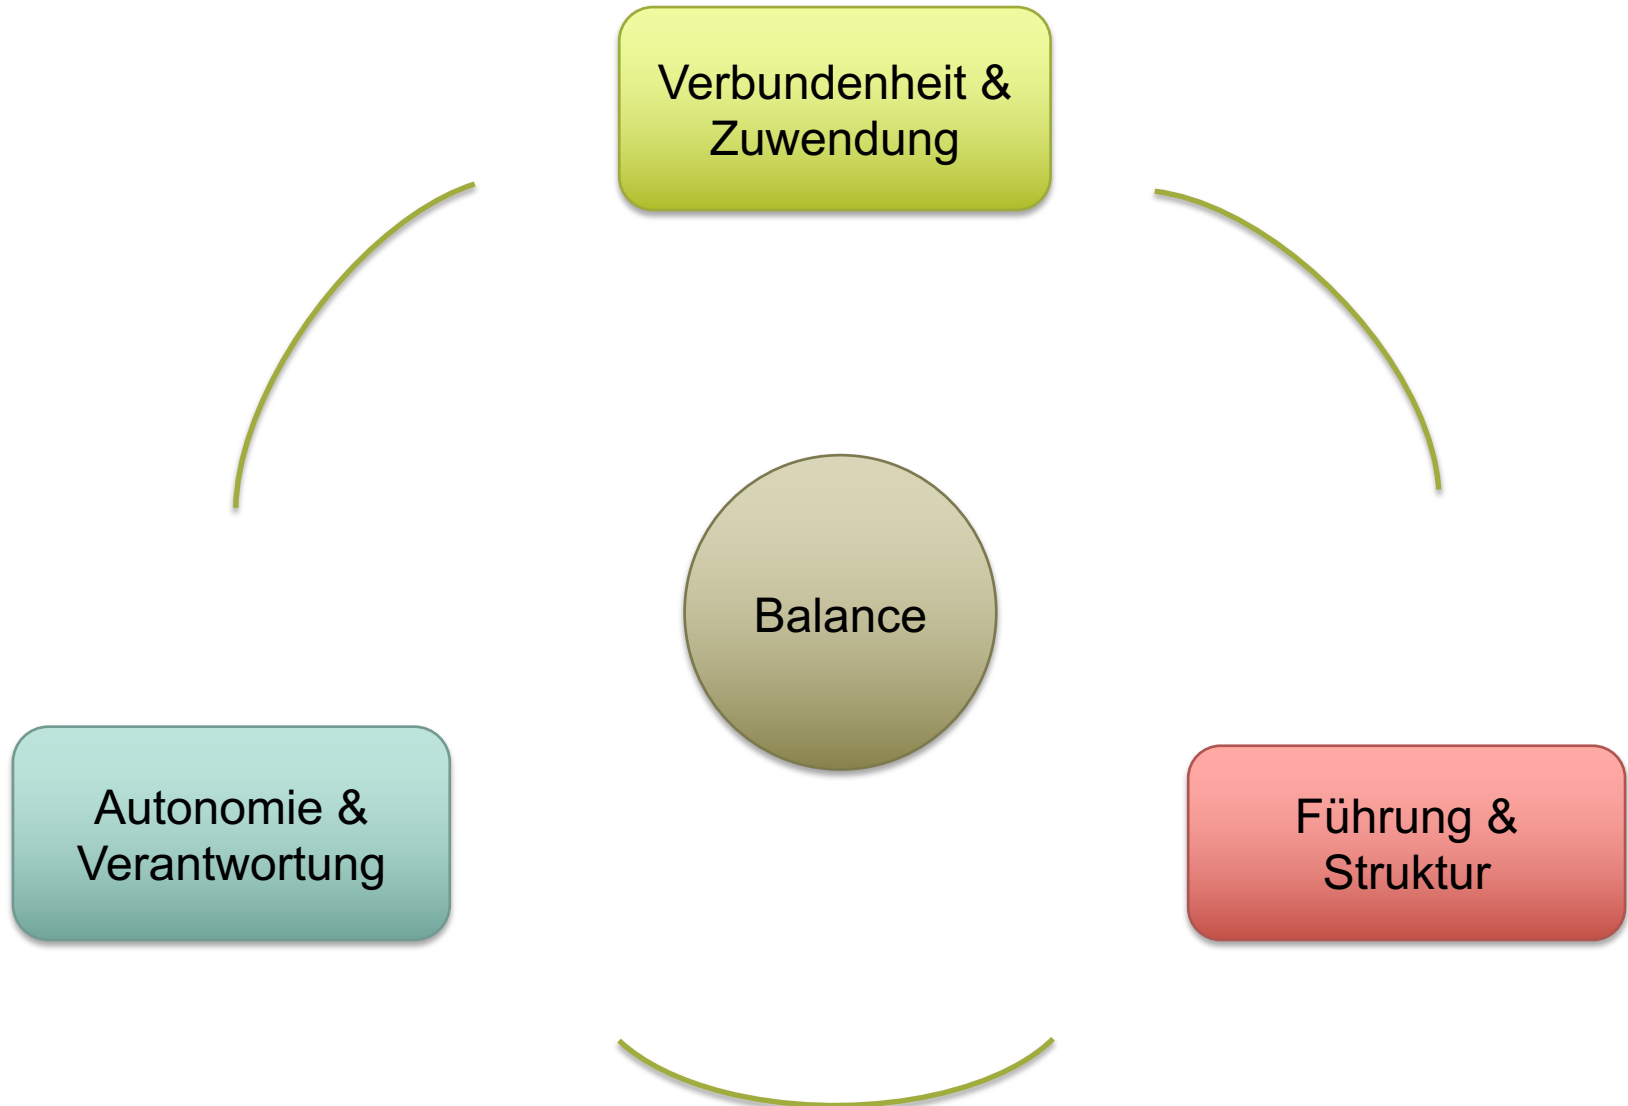 Verbundenheit &
Zuwendung
Balance
Autonomie &
Verantwortung
Führung &
Struktur